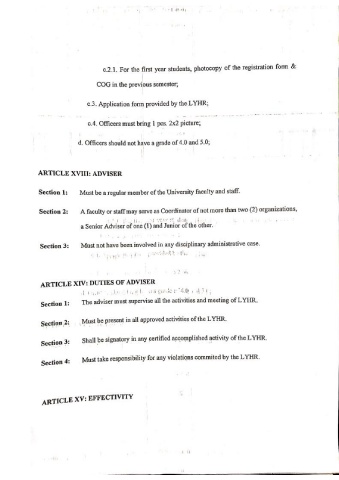 c.2.1. For the first year students, photocopy of the registration form &
COG in the previous semester;
c.3. Application form provided by the LYHR;
c.4. Officers must bring 1 pcs. 2x2 picture;
d. Officers should not have a grade of 4.0 and 5.0;
ARTICLE XVIII: ADVISER
Section 1: Must be a regular member of the University faculty and staff.
Section 2: A faculty or staff may serve as Coordinator of not more than two (2) organizations,
a Senior Adviser of one (1) and Junior of the other.
Section 3: Must not have been involved in any disciplinary administrative case.
ARTICLE XIV: DUTIES OF ADVISER
Section 1: The adviser must supervise all the activities and meeting of LYHR.
Section 2: Must be present in all approved activities of the LYHR.
Section 3: Shall be signatory in any certified accomplished activity of the LYHR.
Section 4: Must take responsibility for any violations commited by the LYHR.
ARTICLE XV: EFFECTIVITY